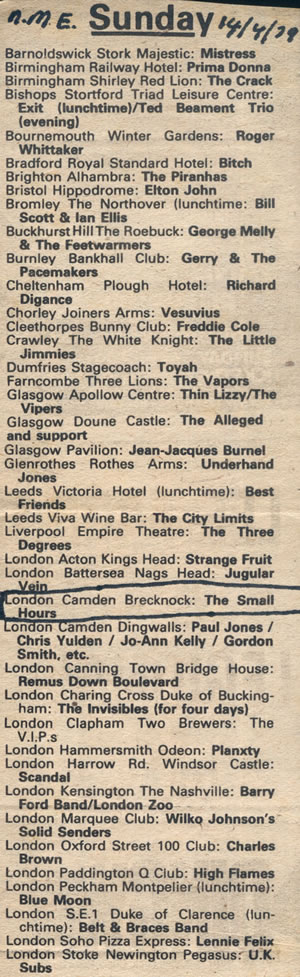 N.M.E. Sunday 14/4/79
Barno!dswick Stork Majestic: Mistress
Birmingham Railway Hotel: Prima Donna
Birmingham Shirley Red Lion: The Crack
Bishops Stortford Triad Leisure Centre:
Exit (lunchtime)/Ted Beament Trio
(evening)
Bournemouth Winter Gardens: Roger
Whittaker
Bradford Royal Standard Hotel: Bitch
Brighton Alhambra: The Piranhas
Bristol Hippodrome: Elton John
Bromley The Northover (lunchtime: Bill
Scott & Ian Ellis
Buckhurst Hill The Roebuck: George Melly
& The Feetwarmers
Burnley Bankhall Club: Gerry & The
Pacemakers
Cheltenham Plough Hotel: Richard
Digance
Chorley Joiners Arms: Vesuvius
Cleethorpes Bunny Club: Freddie Cole
Crawley The White Knight: The Little
Jimmies
Dumfries Stagecoach: Toyah
Farncombe Three Lions: The Vapors
Glasgow Apollow Centre: Thin Lizzy/The
Vipers
Glasgow Doune Castle: The Alleged
and support
Glasgow Pavilion: Jean-Jacques Burnel
Glenrothes Rothes Arms: Underhand
Jones
Leeds Victoria Hotel (lunchtime): Best
Friends
Leeds Viva Wine Bar: The City Limits
Liverpool Empire Theatre: The Three
Degrees
London Acton Kings Head: Strange Fruit
London Battersea Nags Head: Jugular
Vein
London Camden Brecknock: The Small
Hours
London Camden Dingwalls: Paul Jones /
Chris Yulden / Jo-Ann Kelly / Gordon
Smith, etc.
London Canning Town Bridge House:
Remus Down Boulevard
London Charing Cross Duke of Bucking-
ham: The Invisibles (for four days)
London Clapham Two Brewers: The
V.I.P.s
London Hammersmith Odeon: Planxty
London Harrow Rd. Windsor Castle:
Scandal
London Kensington The Nashville: Barry
Ford Band/London Zoo
London Marquee Club: Wilko Johnson's
Solid Senders
London Oxford Street 100 Club: Charles
Brown
London Paddington Q Club: High Flames
London Peckham Montpelier (lunchtime):
Blue Moon
London S.E.1 Duke of Clarence (lun-
chtime): Belt & Braces Band
London Soho Pizza Express: Lennie Felix
London Stoke Newington Pegasus: U.K.
Subs